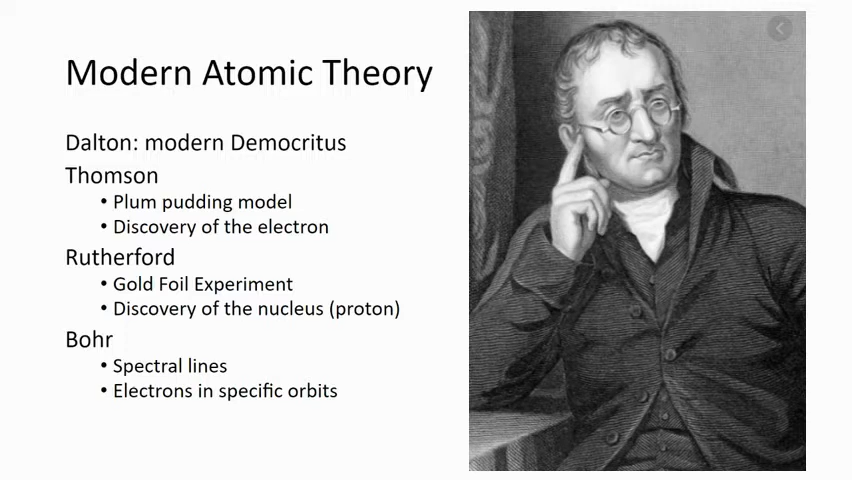 Modern Atomic Theory
Dalton: modern Democritus
Thomson
• Plum pudding model
• Discovery of the electron
Rutherford
• Gold Foil Experiment
• Discovery of the nucleus (proton)
Bohr
• Spectral lines
• Electrons in specific orbits